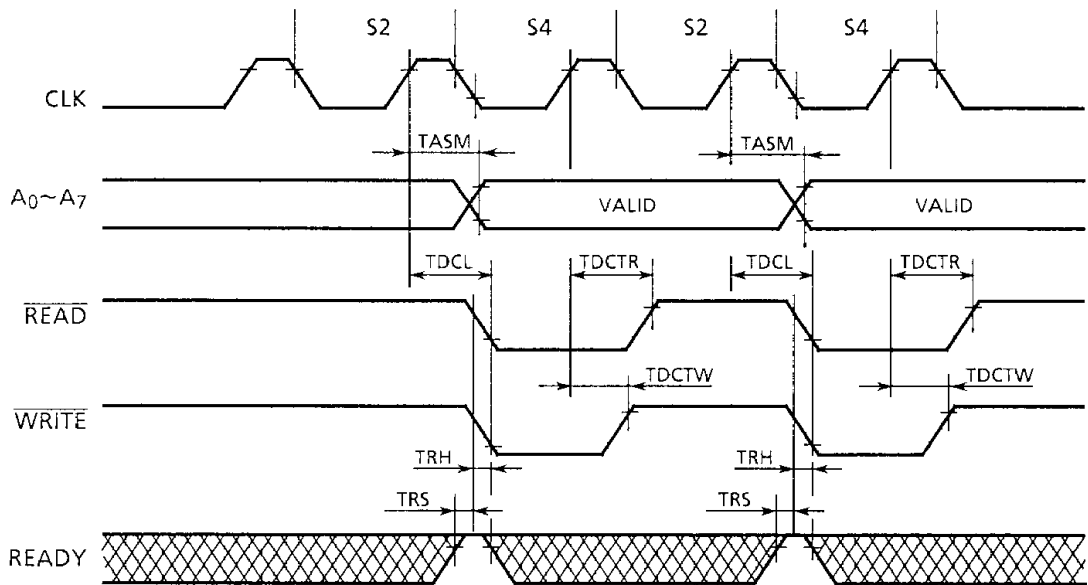 S2 S4 S2 S4
CLK
TASM TASM
A0~A7 VALID VALID
TDCL TDCTR TDCL TDCTR
READ
TDCTW TDCTW
WRITE
TRH TRH
TRS TRS
READY